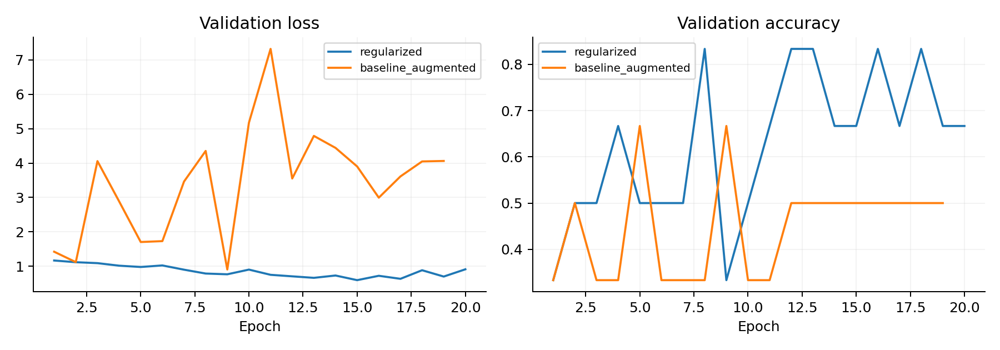 Validation loss
7
6
5
4
3
2
1
regularized
baseline_augmented
2.5 5.0 7.5 10.0 12.5 15.0 17.5 20.0
Epoch
Validation accuracy
0.8
0.7
0.6
0.5
0.4
regularized
baseline_augmented
2.5 5.0 7.5 10.0 12.5 15.0 17.5 20.0
Epoch